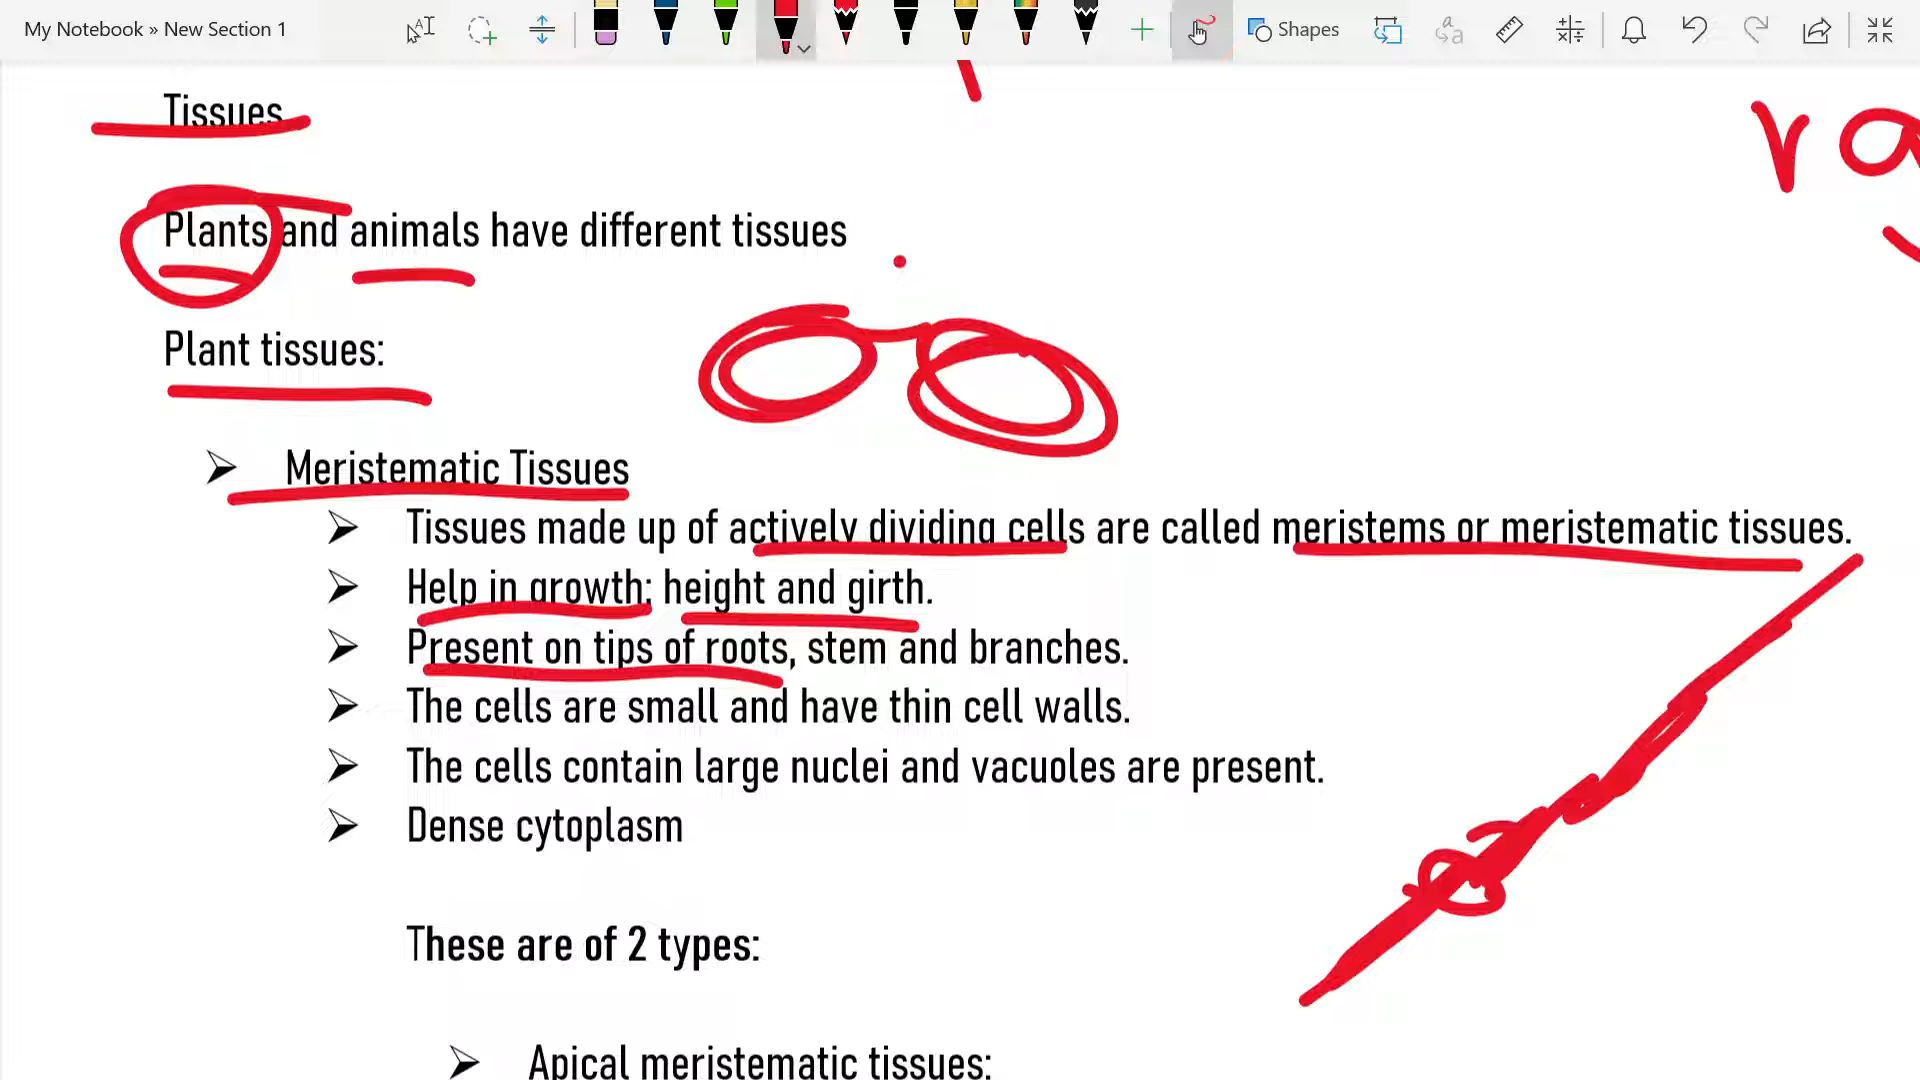 My Notebook » New Section 1
Shapes
Tissues
Plants and animals have different tissues
Plant tissues:
➤ Meristematic Tissues
➤ Tissues made up of actively dividing cells are called meristems or meristematic tissues.
➤ Help in growth; height and girth.
➤ Present on tips of roots, stem and branches.
➤ The cells are small and have thin cell walls.
➤ The cells contain large nuclei and vacuoles are present.
➤ Dense cytoplasm
These are of 2 types:
➤ Apical meristematic tissues: